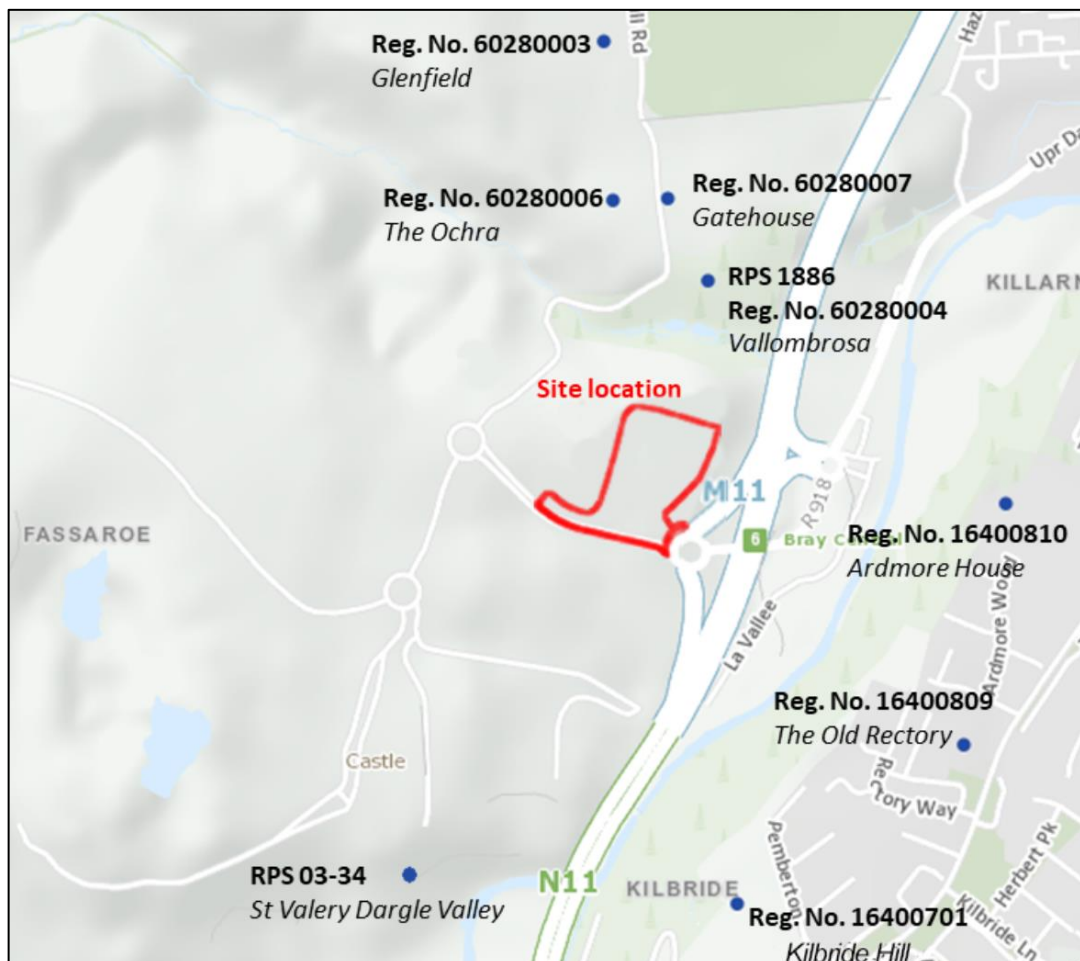 Reg. No. 60280003
Glenfield
Rd
Reg. No. 60280006
The Ochra
Reg. No. 60280007
Gatehouse
RPS 1886
Reg. No. 60280004
Vallombrosa
Site location
M11
R918
6
Bray
FASSAROE
Reg. No. 16400810
Ardmore House
Ardmore Wood
La Vallee
Reg. No. 16400809
The Old Rectory
Rectory Way
Castle
Pemberton
Herbert Pk
Kilbride Ln
RPS 03-34
St Valery Dargle Valley
N11
KILBRIDE
Reg. No. 16400701
Kilbride Hill